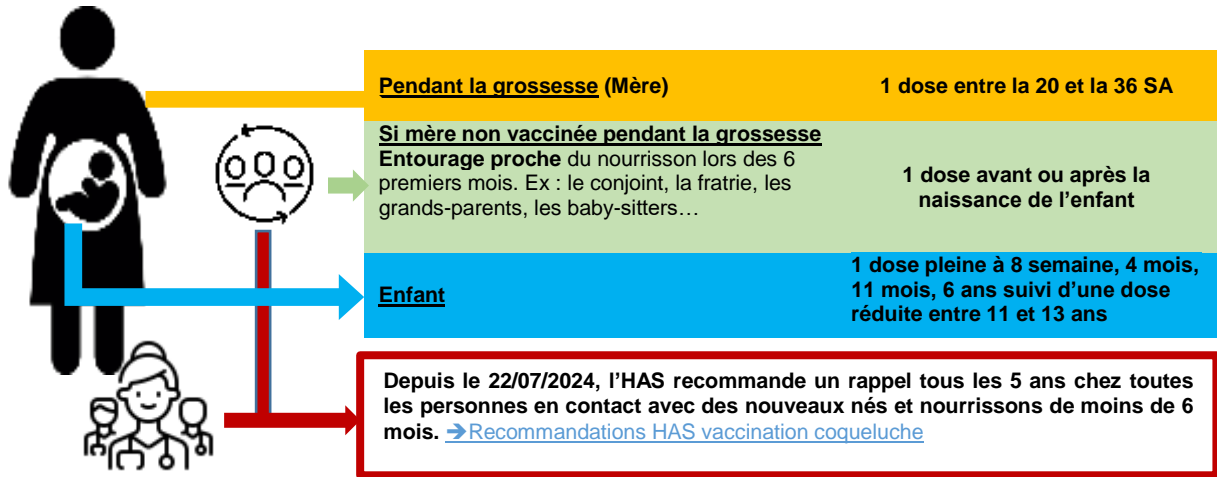 Pendant la grossesse (Mère)
1 dose entre la 20 et la 36 SA
Si mère non vaccinée pendant la grossesse
Entourage proche du nourrisson lors des 6
premiers mois. Ex : le conjoint, la fratrie, les
grands-parents, les baby-sitters…
1 dose avant ou après la
naissance de l’enfant
Enfant
1 dose pleine à 8 semaine, 4 mois,
11 mois, 6 ans suivi d’une dose
réduite entre 11 et 13 ans
Depuis le 22/07/2024, l’HAS recommande un rappel tous les 5 ans chez toutes
les personnes en contact avec des nouveaux nés et nourrissons de moins de 6
mois. ➔Recommandations HAS vaccination coqueluche